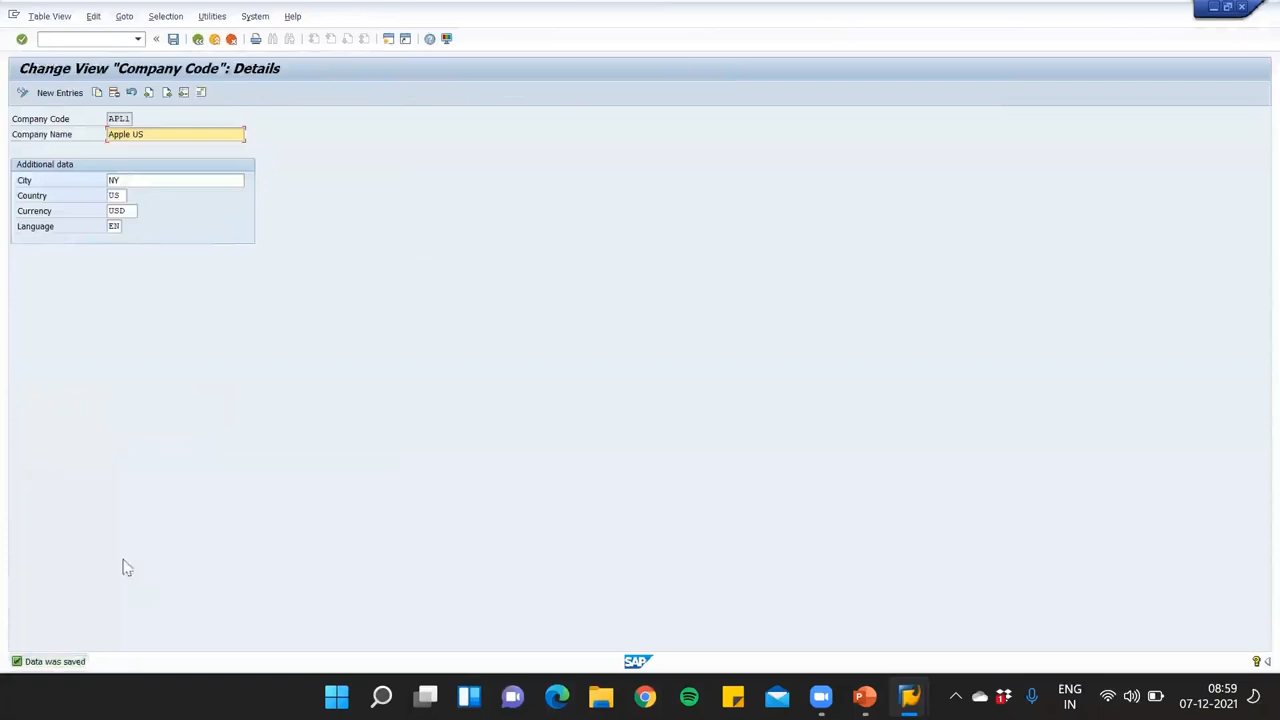 Table View Edit Goto Selection Utilities System Help
Change View "Company Code": Details
New Entries
Company Code APL1
Company Name Apple US
Additional data
City NY
Country US
Currency USD
Language EN
Data was saved
SAP
ENG 08:59
IN 07-12-2021